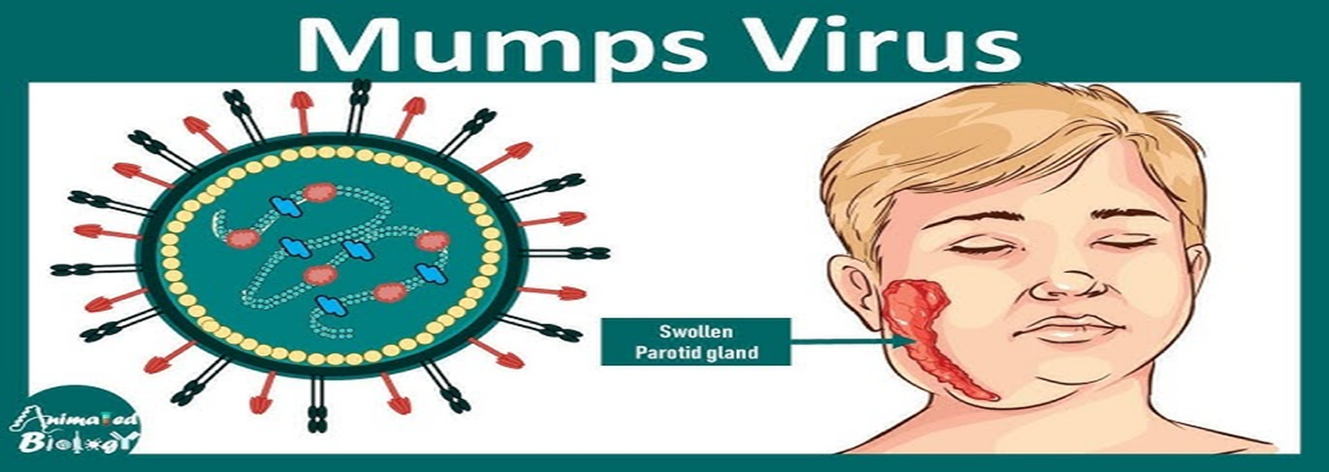 Mumps Virus
Swollen
Parotid gland
Animated
Biology